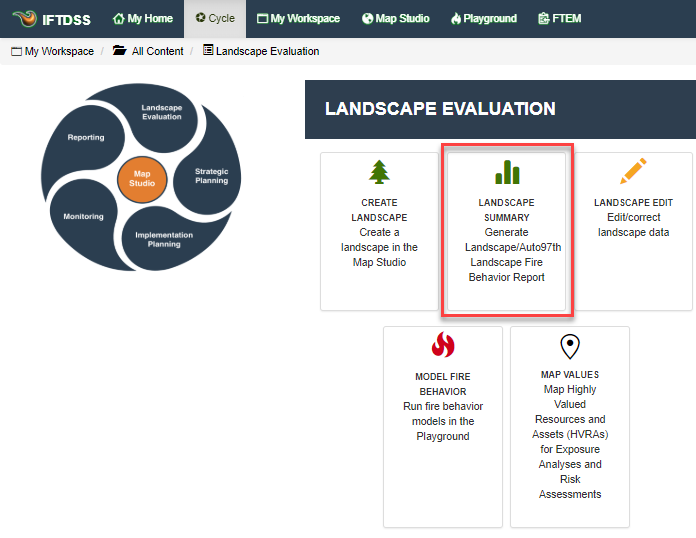 IFTDSS My Home Cycle My Workspace Map Studio Playground FTEM
My Workspace / All Content / Landscape Evaluation
Landscape
Evaluation
Reporting
Strategic
Planning
Map
Studio
Monitoring
Implementation
Planning
LANDSCAPE EVALUATION
CREATE
LANDSCAPE
Create a
landscape in the
Map Studio
LANDSCAPE
SUMMARY
Generate
Landscape/Auto97th
Landscape Fire
Behavior Report
LANDSCAPE EDIT
Edit/correct
landscape data
MODEL FIRE
BEHAVIOR
Run fire behavior
models in the
Playground
MAP VALUES
Map Highly
Valued
Resources and
Assets (HVRAs)
for Exposure
Analyses and
Risk
Assessments